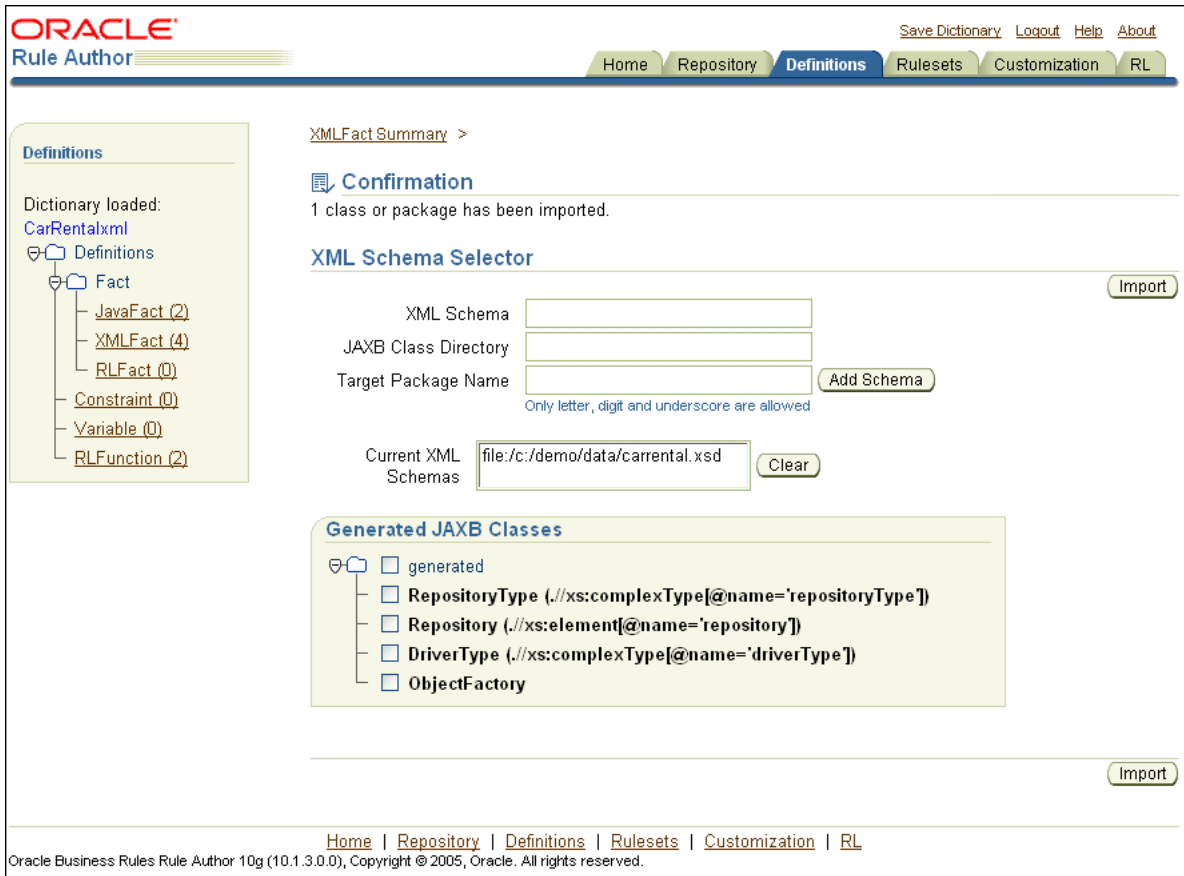 ORACLE
Rule Author
Save Dictionary Logout Help About
Home Repository Definitions Rulesets Customization RL
Definitions
Dictionary loaded:
CarRentalxml
Definitions
Fact
JavaFact (2)
XMLFact (4)
RLFact (0)
Constraint (0)
Variable (0)
RLFunction (2)
XMLFact Summary >
Confirmation
1 class or package has been imported.
XML Schema Selector
Import
XML Schema
JAXB Class Directory
Target Package Name Add Schema
Only letter, digit and underscore are allowed
Current XML
Schemas
file:/c:/demo/data/carrental.xsd
Clear
Generated JAXB Classes
generated
RepositoryType (.//xs:complexType[@name='repositoryType'])
Repository (.//xs:element[@name='repository'])
DriverType (.//xs:complexType[@name='driverType'])
ObjectFactory
Import
Home | Repository | Definitions | Rulesets | Customization | RL
Oracle Business Rules Rule Author 10g (10.1.3.0.0), Copyright © 2005, Oracle. All rights reserved.